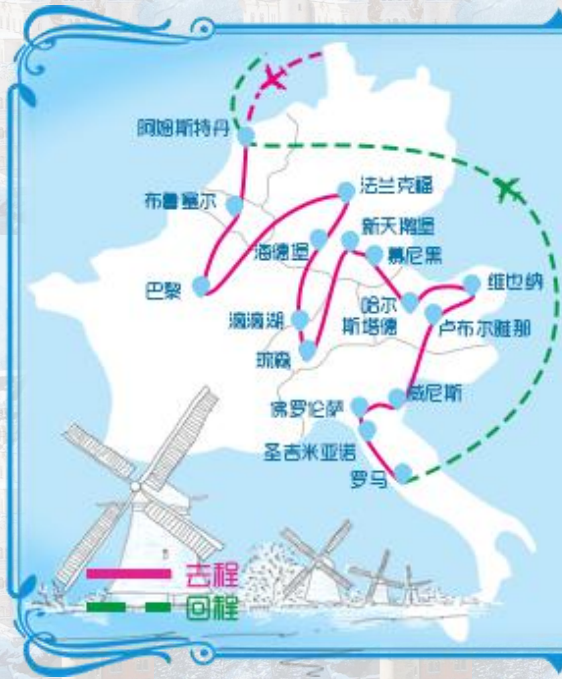 阿姆斯特丹
法兰克福
布鲁塞尔
新天鹅堡
海德堡
慕尼黑
维也纳
巴黎
哈尔
斯塔德
滴滴湖
卢布尔雅那
琉森
威尼斯
佛罗伦萨
圣吉米亚诺
罗马
去程
回程